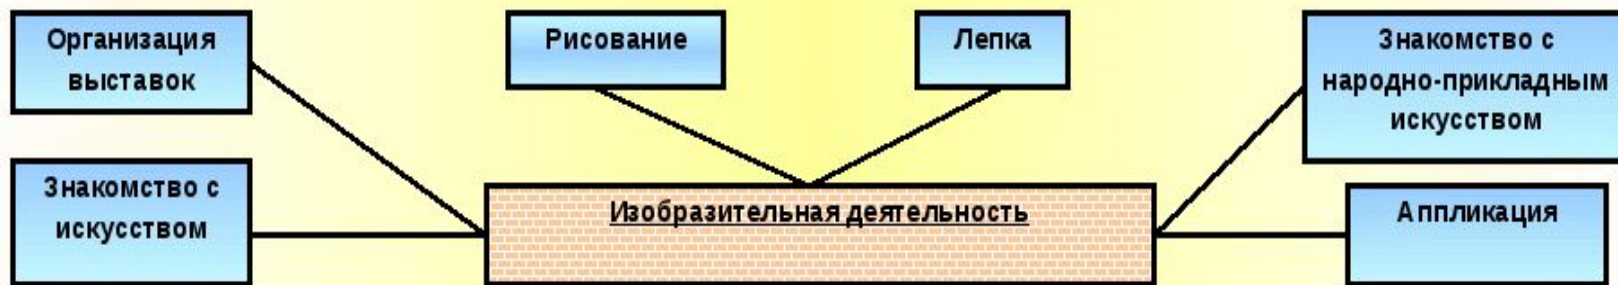 Организация
выставок
Рисование
Лепка
Знакомство с
народно-прикладным
искусством
Знакомство с
искусством
Изобразительная деятельность
Аппликация